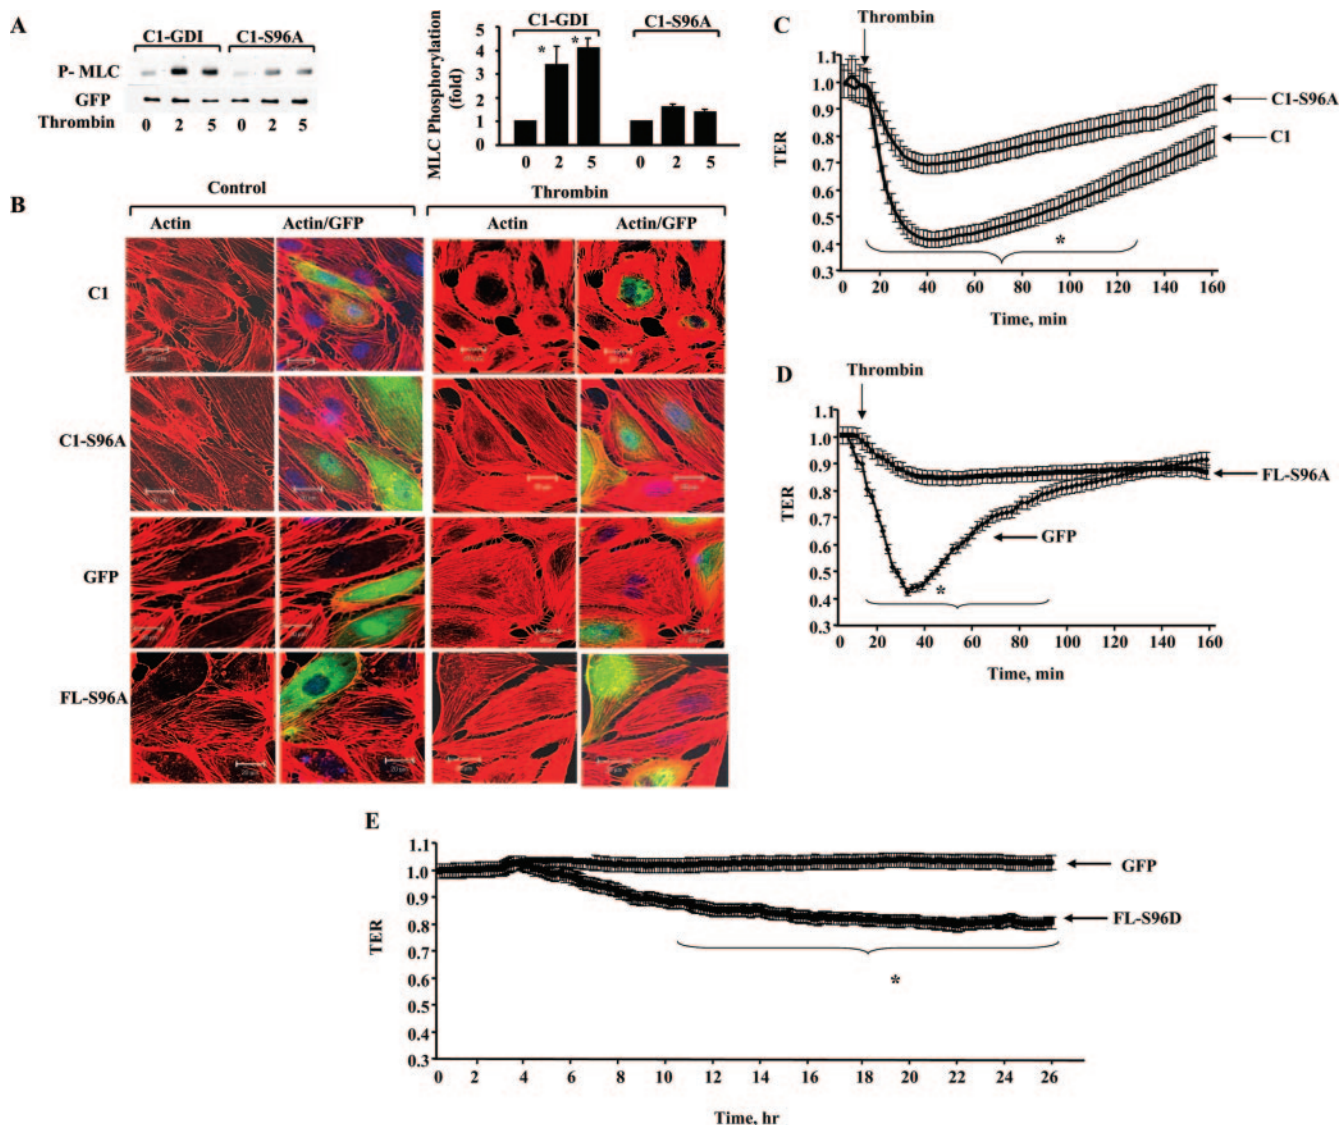 A
C1-GDI C1-S96A
P- MLC
GFP
Thrombin 0 2 5 0 2 5
MLC Phosphorylation
(fold)
5
4
3
2
1
0
C1-GDI C1-S96A
* *
0 2 5 0 2 5
Thrombin
B
Control
Actin Actin/GFP Actin Actin/GFP
C1
C1-S96A
GFP
FL-S96A
C
Thrombin
TER
1.1
1.0
0.9
0.8
0.7
0.6
0.5
0.4
0.3
C1-S96A
C1
*
0 20 40 60 80 100 120 140 160
Time, min
D
Thrombin
TER
1.1
1.0
0.9
0.8
0.7
0.6
0.5
0.4
0.3
FL-S96A
GFP
*
0 20 40 60 80 100 120 140 160
Time, min
E
TER
1.1
1.0
0.9
0.8
0.7
0.6
0.5
0.4
0.3
GFP
FL-S96D
*
0 2 4 6 8 10 12 14 16 18 20 22 24 26
Time, hr